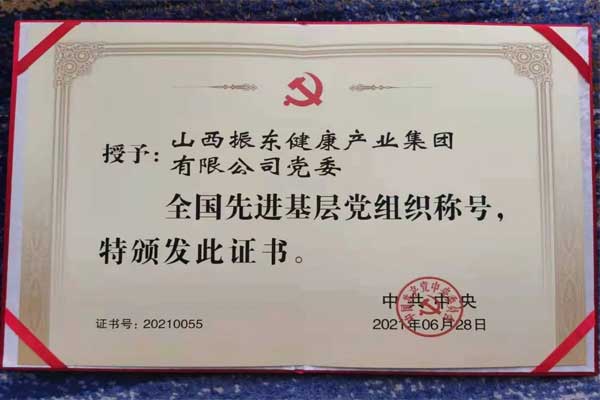 授予：山西振东健康产业集团
有限公司党委
全国先进基层党组织称号，
特颁发此证书。
中共中央
证书号：20210055
2021年06月28日